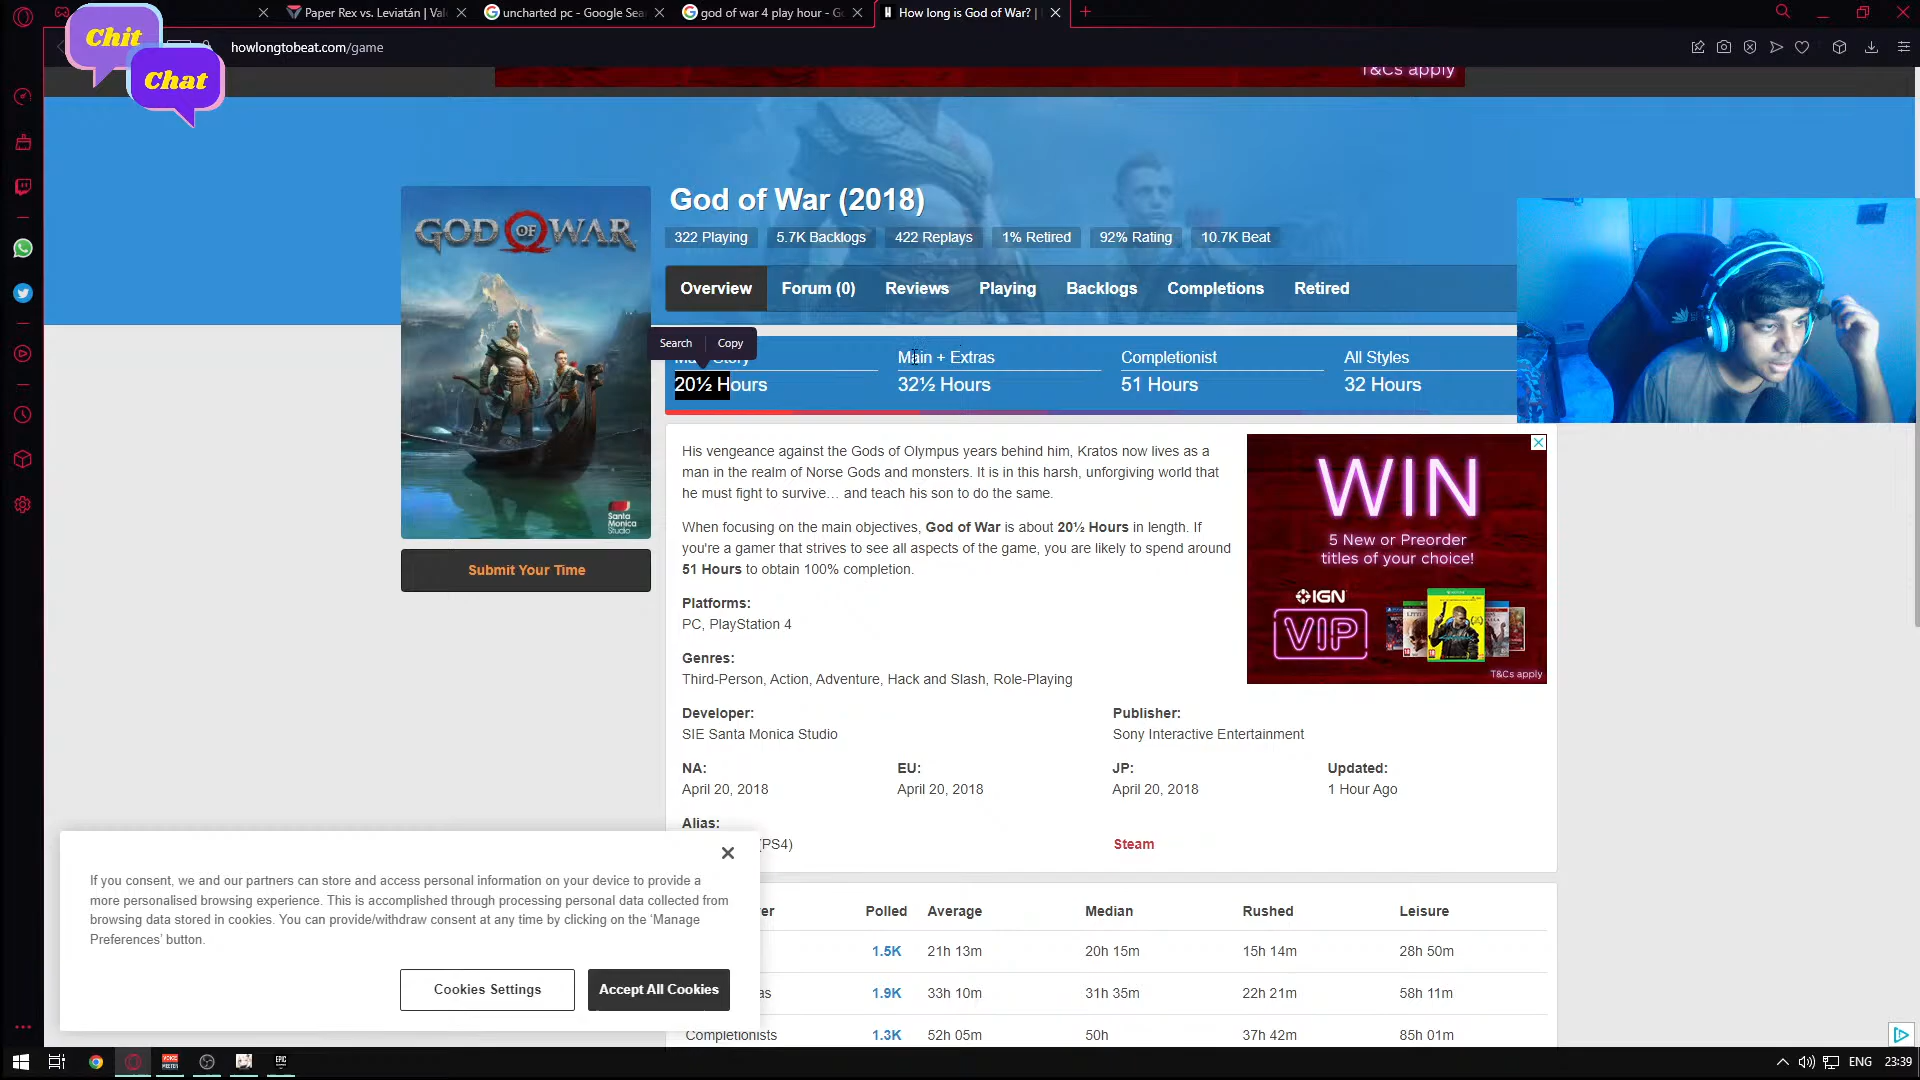 Paper Rex vs. Leviatán | Val
uncharted pc - Google Sea
god of war 4 play hour - G
How long is God of War? |
howlongtobeat.com/game
Chit
Chat
T&Cs apply
God of War (2018)
322 Playing 5.7K Backlogs 422 Replays 1% Retired 92% Rating 10.7K Beat
GOD OF WAR
Santa
Monica
Studio
Submit Your Time
Overview Forum (0) Reviews Playing Backlogs Completions Retired
Search Copy
Main + Extras Completionist All Styles
20½ Hours 32½ Hours 51 Hours 32 Hours
His vengeance against the Gods of Olympus years behind him, Kratos now lives as a
man in the realm of Norse Gods and monsters. It is in this harsh, unforgiving world that
he must fight to survive… and teach his son to do the same.
When focusing on the main objectives, God of War is about 20½ Hours in length. If
you're a gamer that strives to see all aspects of the game, you are likely to spend around
51 Hours to obtain 100% completion.
Platforms:
PC, PlayStation 4
Genres:
Third-Person, Action, Adventure, Hack and Slash, Role-Playing
Developer: Publisher:
SIE Santa Monica Studio Sony Interactive Entertainment
NA: EU: JP: Updated:
April 20, 2018 April 20, 2018 April 20, 2018 1 Hour Ago
Alias:
(PS4) Steam
WIN
5 New or Preorder
titles of your choice!
IGN
VIP
T&Cs apply
If you consent, we and our partners can store and access personal information on your device to provide a
more personalised browsing experience. This is accomplished through processing personal data collected from
browsing data stored in cookies. You can provide/withdraw consent at any time by clicking on the ‘Manage
Preferences’ button.
Cookies Settings Accept All Cookies
er Polled Average Median Rushed Leisure
1.5K 21h 13m 20h 15m 15h 14m 28h 50m
as 1.9K 33h 10m 31h 35m 22h 21m 58h 11m
Completionists 1.3K 52h 05m 50h 37h 42m 85h 01m
EPIC
ENG 23:39